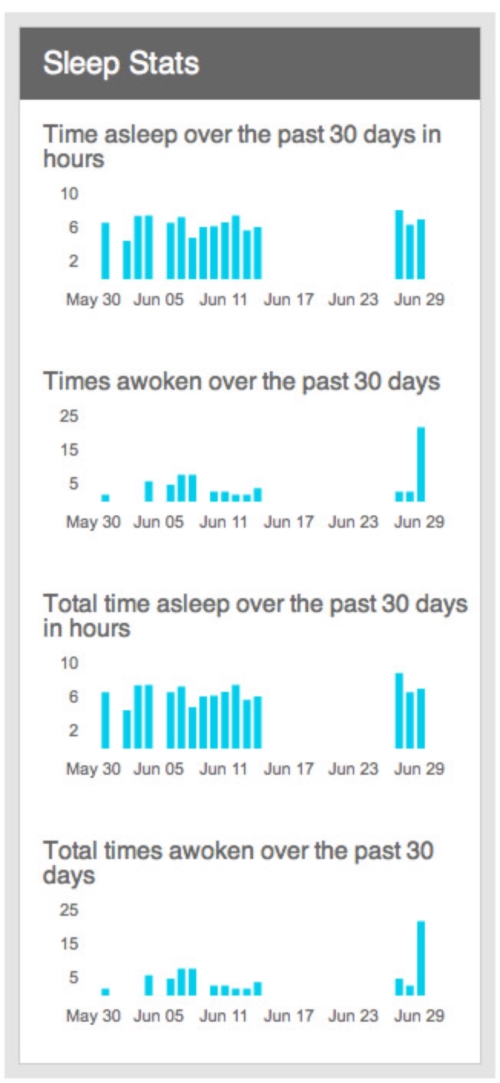 Sleep Stats
Time asleep over the past 30 days in
hours
10
6
2
May 30 Jun 05 Jun 11 Jun 17 Jun 23 Jun 29
Times awoken over the past 30 days
25
15
5
May 30 Jun 05 Jun 11 Jun 17 Jun 23 Jun 29
Total time asleep over the past 30 days
in hours
10
6
2
May 30 Jun 05 Jun 11 Jun 17 Jun 23 Jun 29
Total times awoken over the past 30
days
25
15
5
May 30 Jun 05 Jun 11 Jun 17 Jun 23 Jun 29